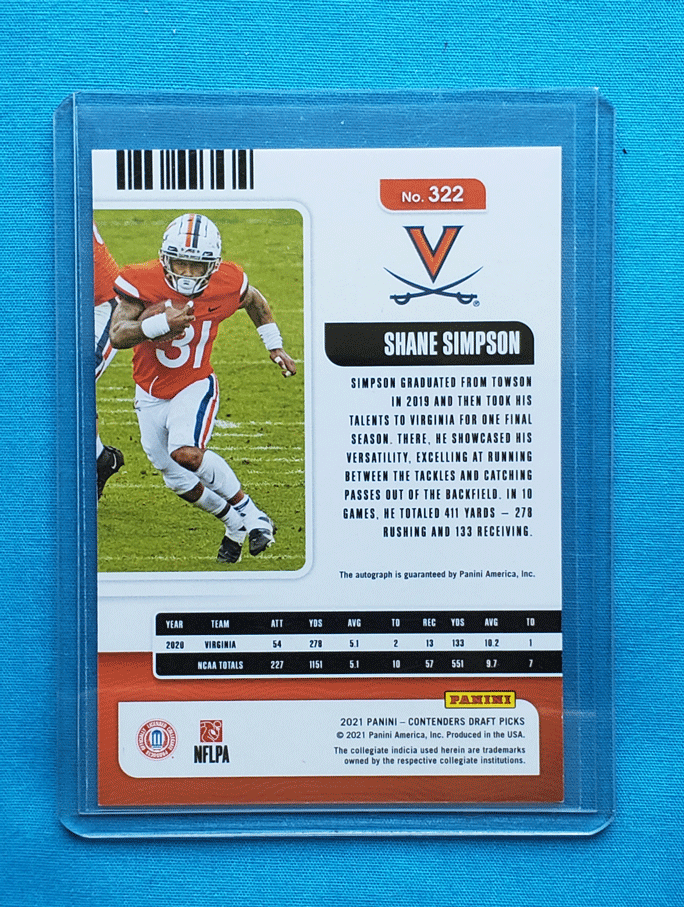 No. 322
V
®
31
SHANE SIMPSON
SIMPSON GRADUATED FROM TOWSON
IN 2019 AND THEN TOOK HIS
TALENTS TO VIRGINIA FOR ONE FINAL
SEASON. THERE, HE SHOWCASED HIS
VERSATILITY, EXCELLING AT RUNNING
BETWEEN THE TACKLES AND CATCHING
PASSES OUT OF THE BACKFIELD. IN 10
GAMES, HE TOTALED 411 YARDS — 278
RUSHING AND 133 RECEIVING.
The autograph is guaranteed by Panini America, Inc.
YEAR TEAM ATT YDS AVG TD REC YDS AVG TD
2020 VIRGINIA 54 278 5.1 2 13 133 10.2 1
NCAA TOTALS 227 1151 5.1 10 57 551 9.7 7
PANINI
2021 PANINI – CONTENDERS DRAFT PICKS
© 2021 Panini America, Inc. Produced in the USA.
The collegiate indicia used herein are trademarks
owned by the respective collegiate institutions.
OFFICIALLY LICENSED COLLEGIATE PRODUCTS
NFLPA